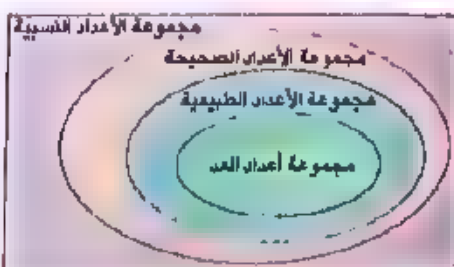 مجموعة الأعداد النسبية
مجموعة الأعداد الصحيحة
مجموعة الأعداد الطبيعية
مجموعة أعداد العد